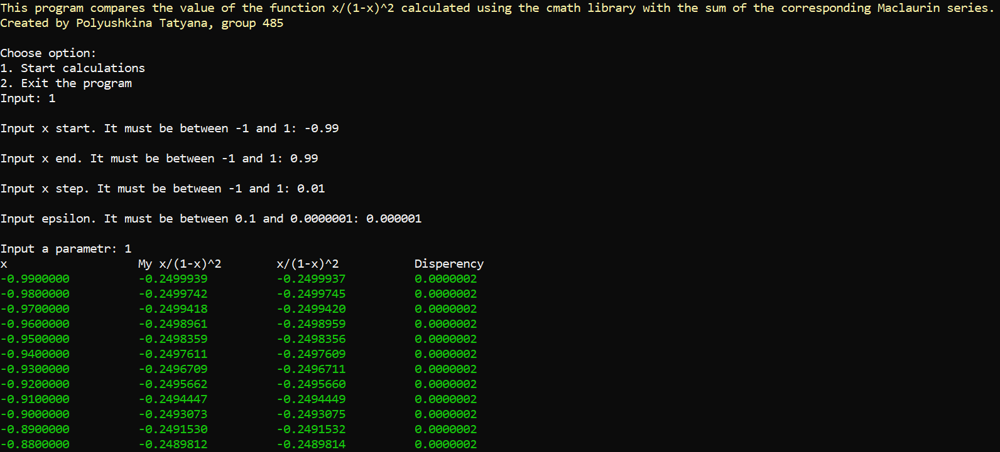 This program compares the value of the function x/(1-x)^2 calculated using the cmath library with the sum of the corresponding Maclaurin series.
Created by Polyushkina Tatyana, group 485
Choose option:
1. Start calculations
2. Exit the program
Input: 1
Input x start. It must be between -1 and 1: -0.99
Input x end. It must be between -1 and 1: 0.99
Input x step. It must be between -1 and 1: 0.01
Input epsilon. It must be between 0.1 and 0.0000001: 0.000001
Input a parametr: 1
x My x/(1-x)^2 x/(1-x)^2 Disperency
-0.9900000 -0.2499939 -0.2499937 0.0000002
-0.9800000 -0.2499742 -0.2499745 0.0000002
-0.9700000 -0.2499418 -0.2499420 0.0000002
-0.9600000 -0.2498961 -0.2498959 0.0000002
-0.9500000 -0.2498359 -0.2498356 0.0000002
-0.9400000 -0.2497611 -0.2497609 0.0000002
-0.9300000 -0.2496709 -0.2496711 0.0000002
-0.9200000 -0.2495662 -0.2495660 0.0000002
-0.9100000 -0.2494447 -0.2494449 0.0000002
-0.9000000 -0.2493073 -0.2493075 0.0000002
-0.8900000 -0.2491530 -0.2491532 0.0000002
-0.8800000 -0.2489812 -0.2489814 0.0000002